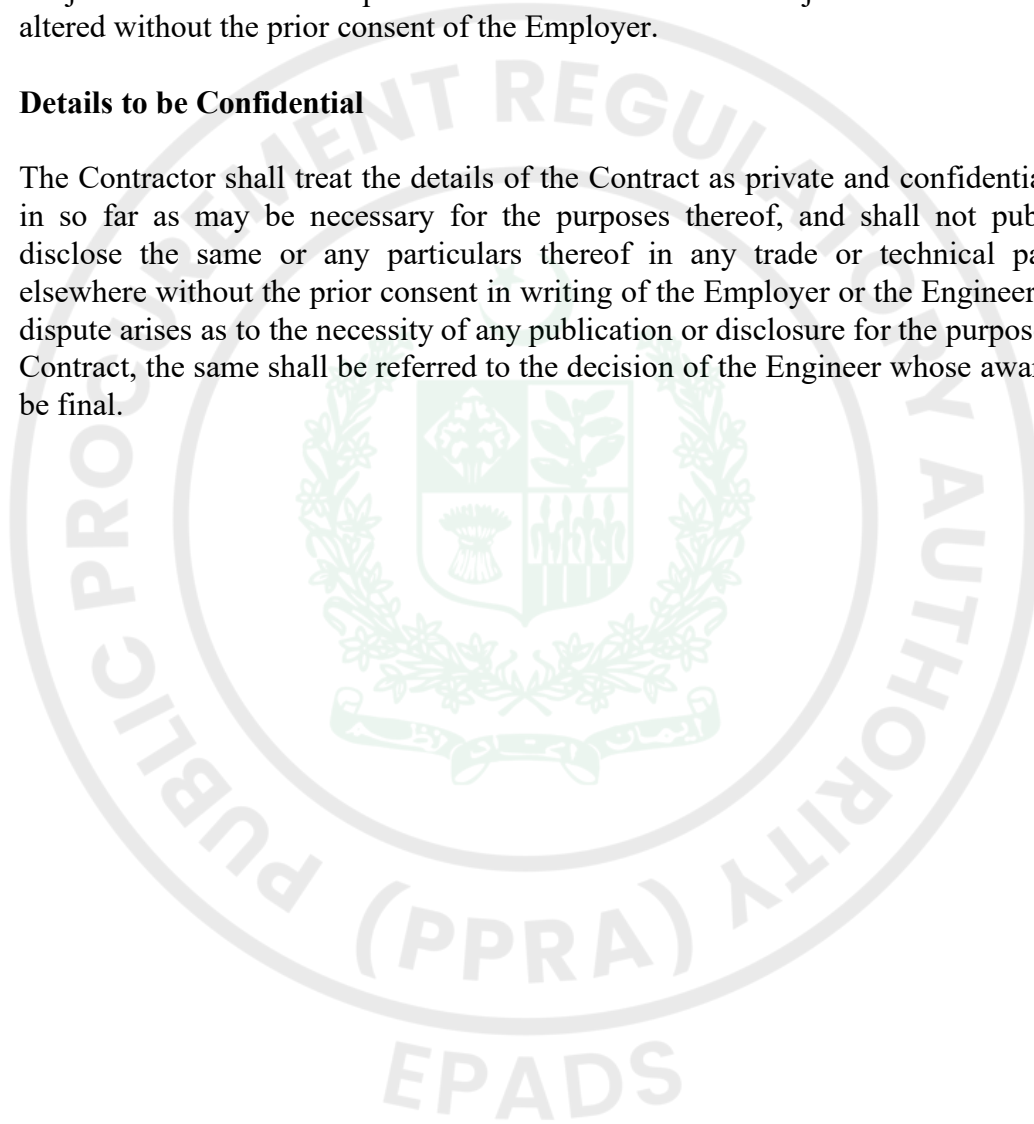 altered without the prior consent of the Employer.
Details to be Confidential
The Contractor shall treat the details of the Contract as private and confidentia
in so far as may be necessary for the purposes thereof, and shall not pub
disclose the same or any particulars thereof in any trade or technical pa
elsewhere without the prior consent in writing of the Employer or the Engineer
dispute arises as to the necessity of any publication or disclosure for the purpos
Contract, the same shall be referred to the decision of the Engineer whose awa
be final.
PUBLIC PROCUREMENT REGULATORY AUTHORITY
(PPRA)
EPADS